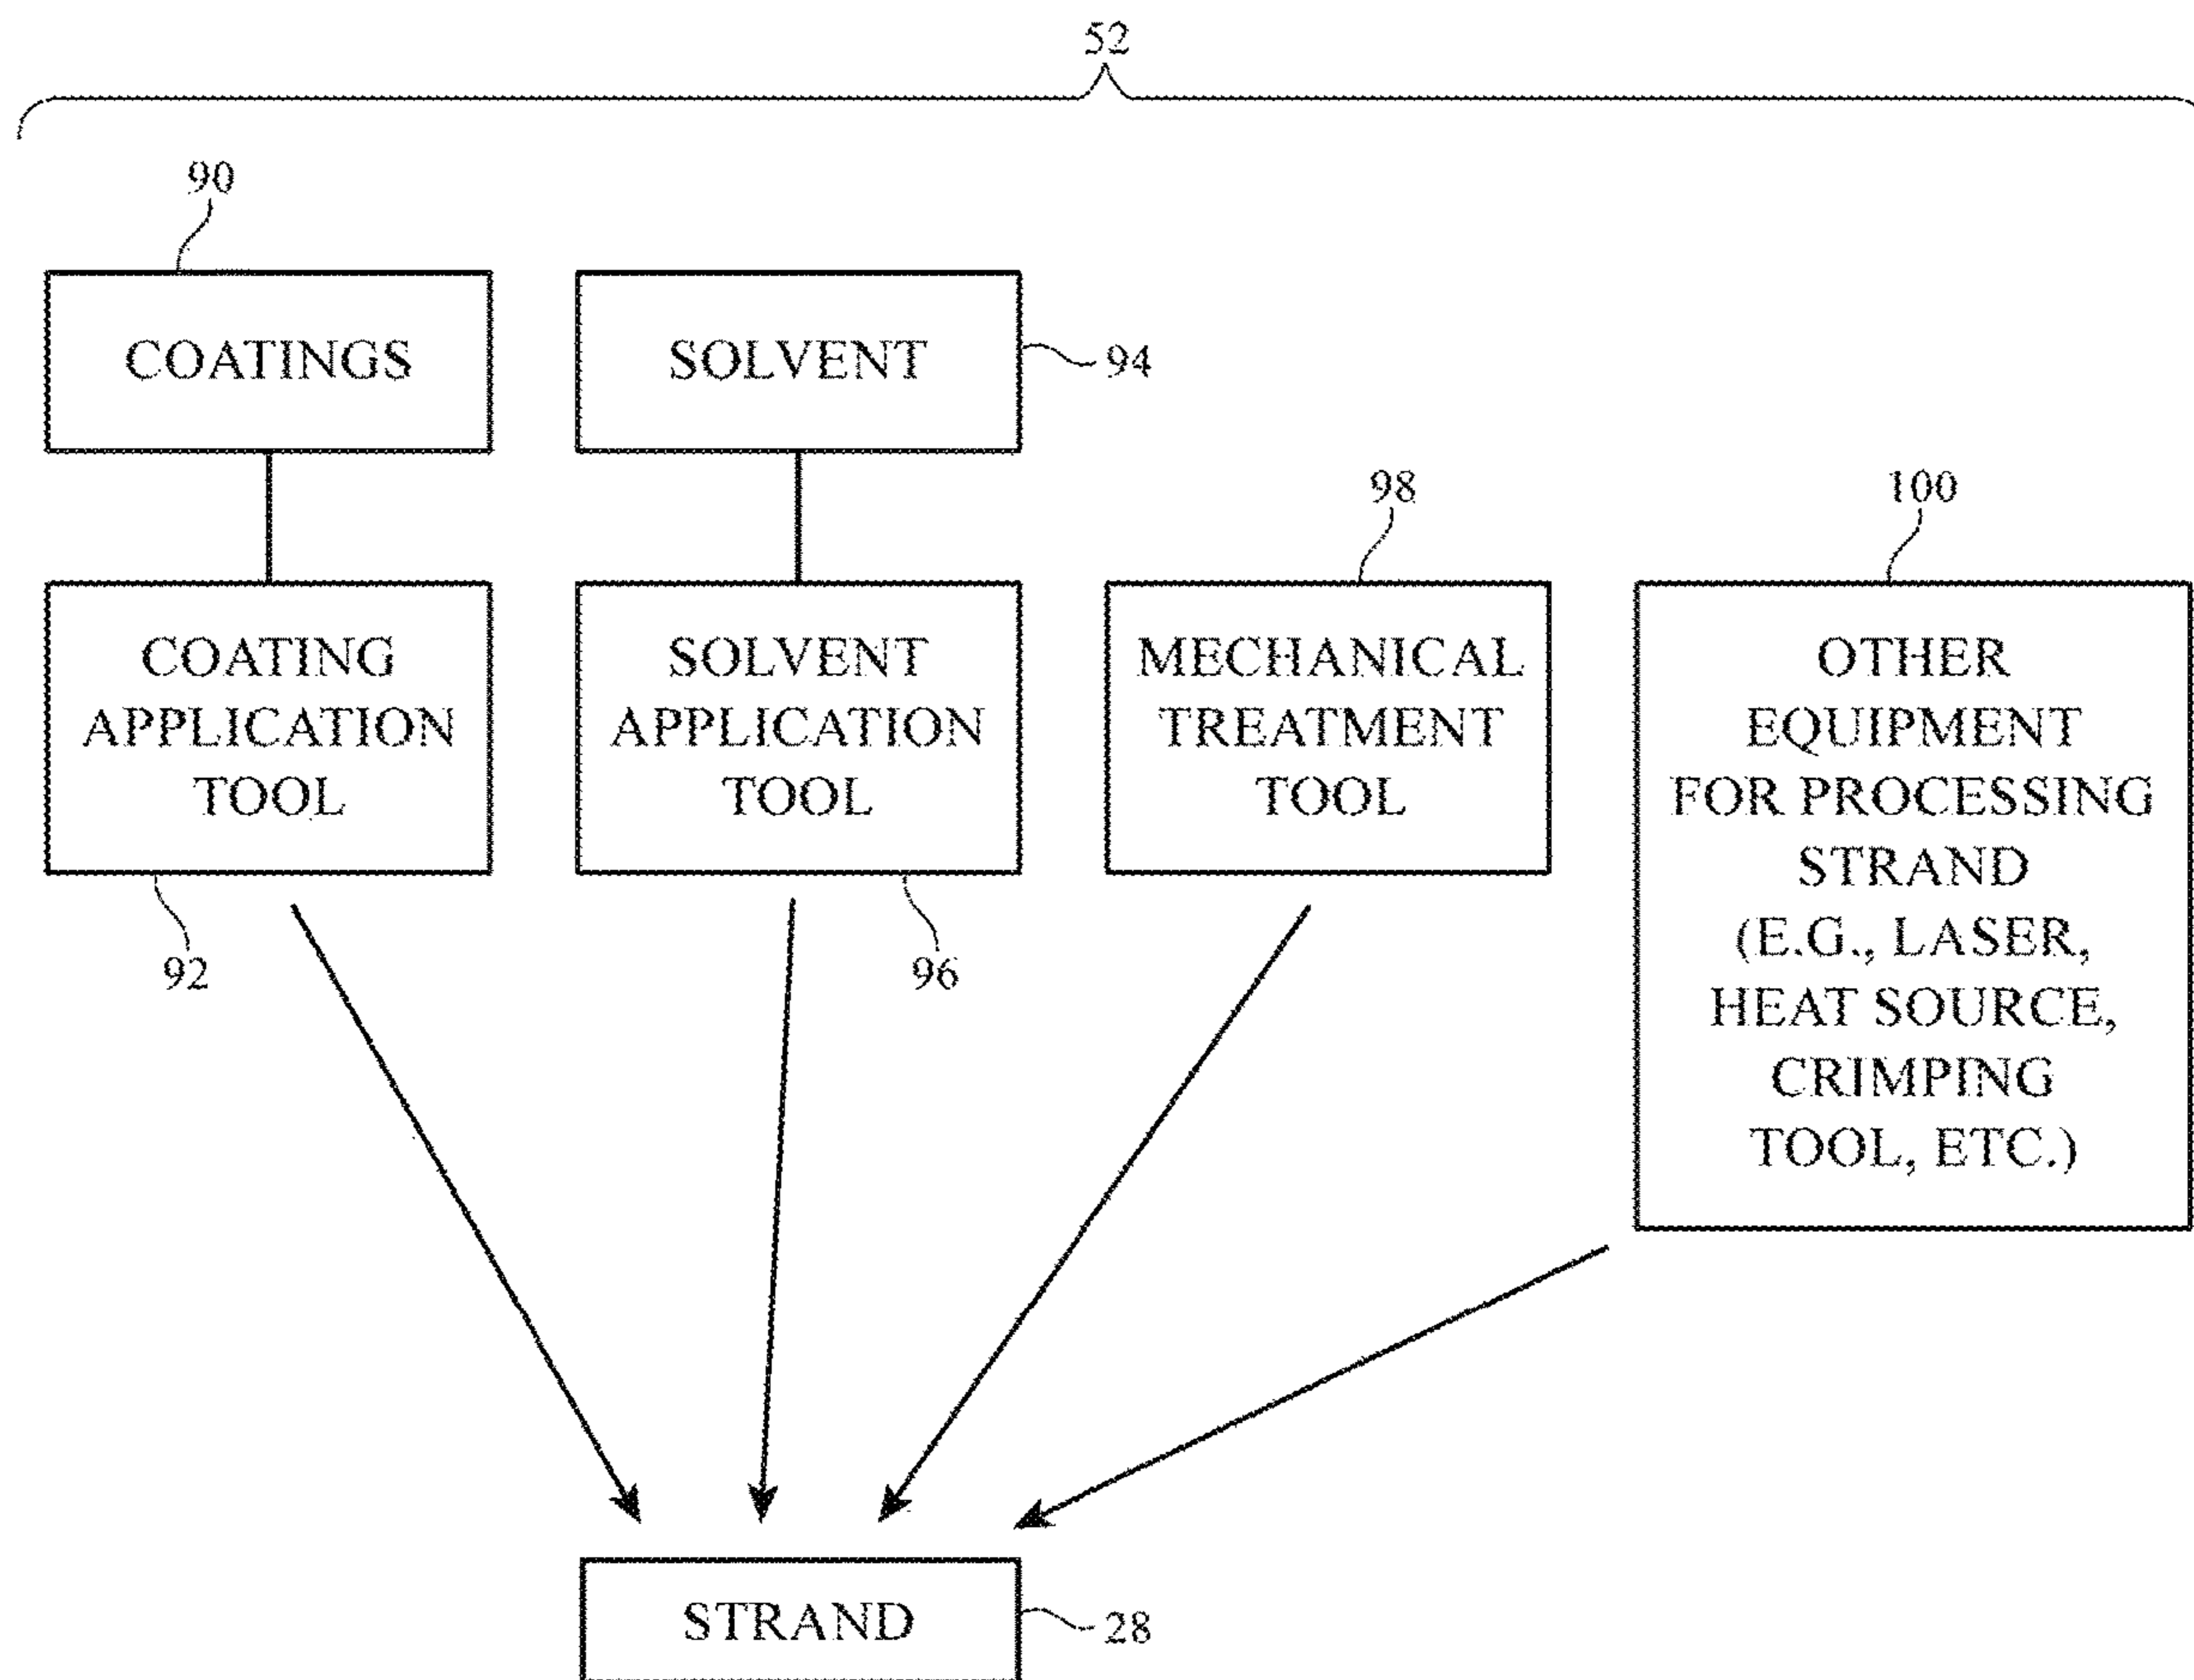 52
90
COATINGS
SOLVENT
94
COATING
APPLICATION
TOOL
92
SOLVENT
APPLICATION
TOOL
96
98
MECHANICAL
TREATMENT
TOOL
100
OTHER
EQUIPMENT
FOR PROCESSING
STRAND
(E.G., LASER,
HEAT SOURCE,
CRIMPING
TOOL, ETC.)
STRAND
28